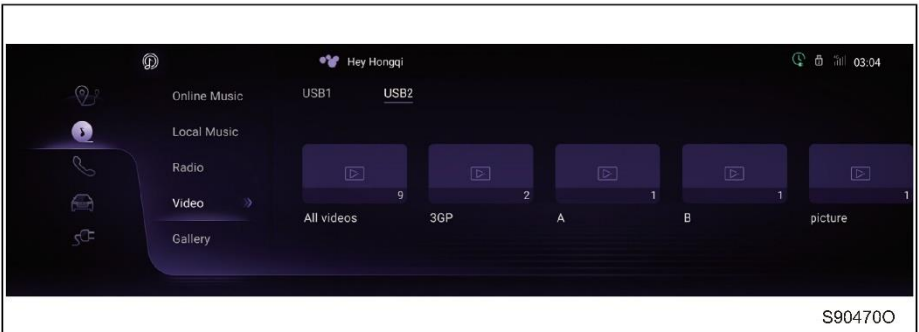 Hey Hongqi
03:04
Online Music
USB1 USB2
Local Music
Radio
Video
Gallery
9 2 1 1 1
All videos 3GP A B picture
S90470O